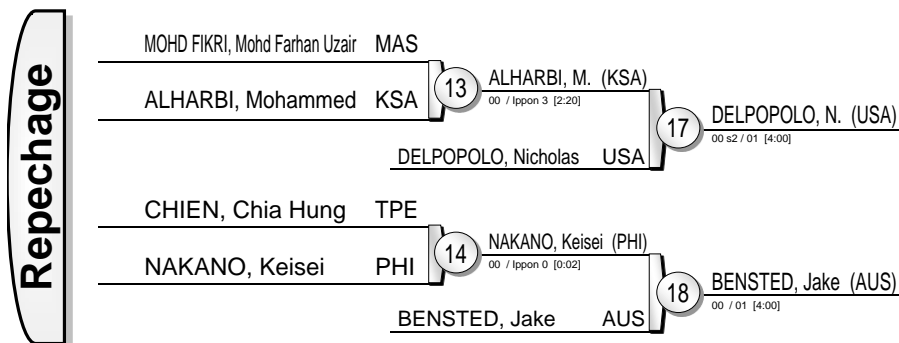 Repechage
MOHD FIKRI, Mohd Farhan Uzair MAS
ALHARBI, Mohammed KSA
13
ALHARBI, M. (KSA)
00 / Ippon 3 [2:20]
DELPOPOLO, Nicholas USA
17
DELPOPOLO, N. (USA)
00 s2 / 01 [4:00]
CHIEN, Chia Hung TPE
NAKANO, Keisei PHI
14
NAKANO, Keisei (PHI)
00 / Ippon 0 [0:02]
BENSTED, Jake AUS
18
BENSTED, Jake (AUS)
00 / 01 [4:00]